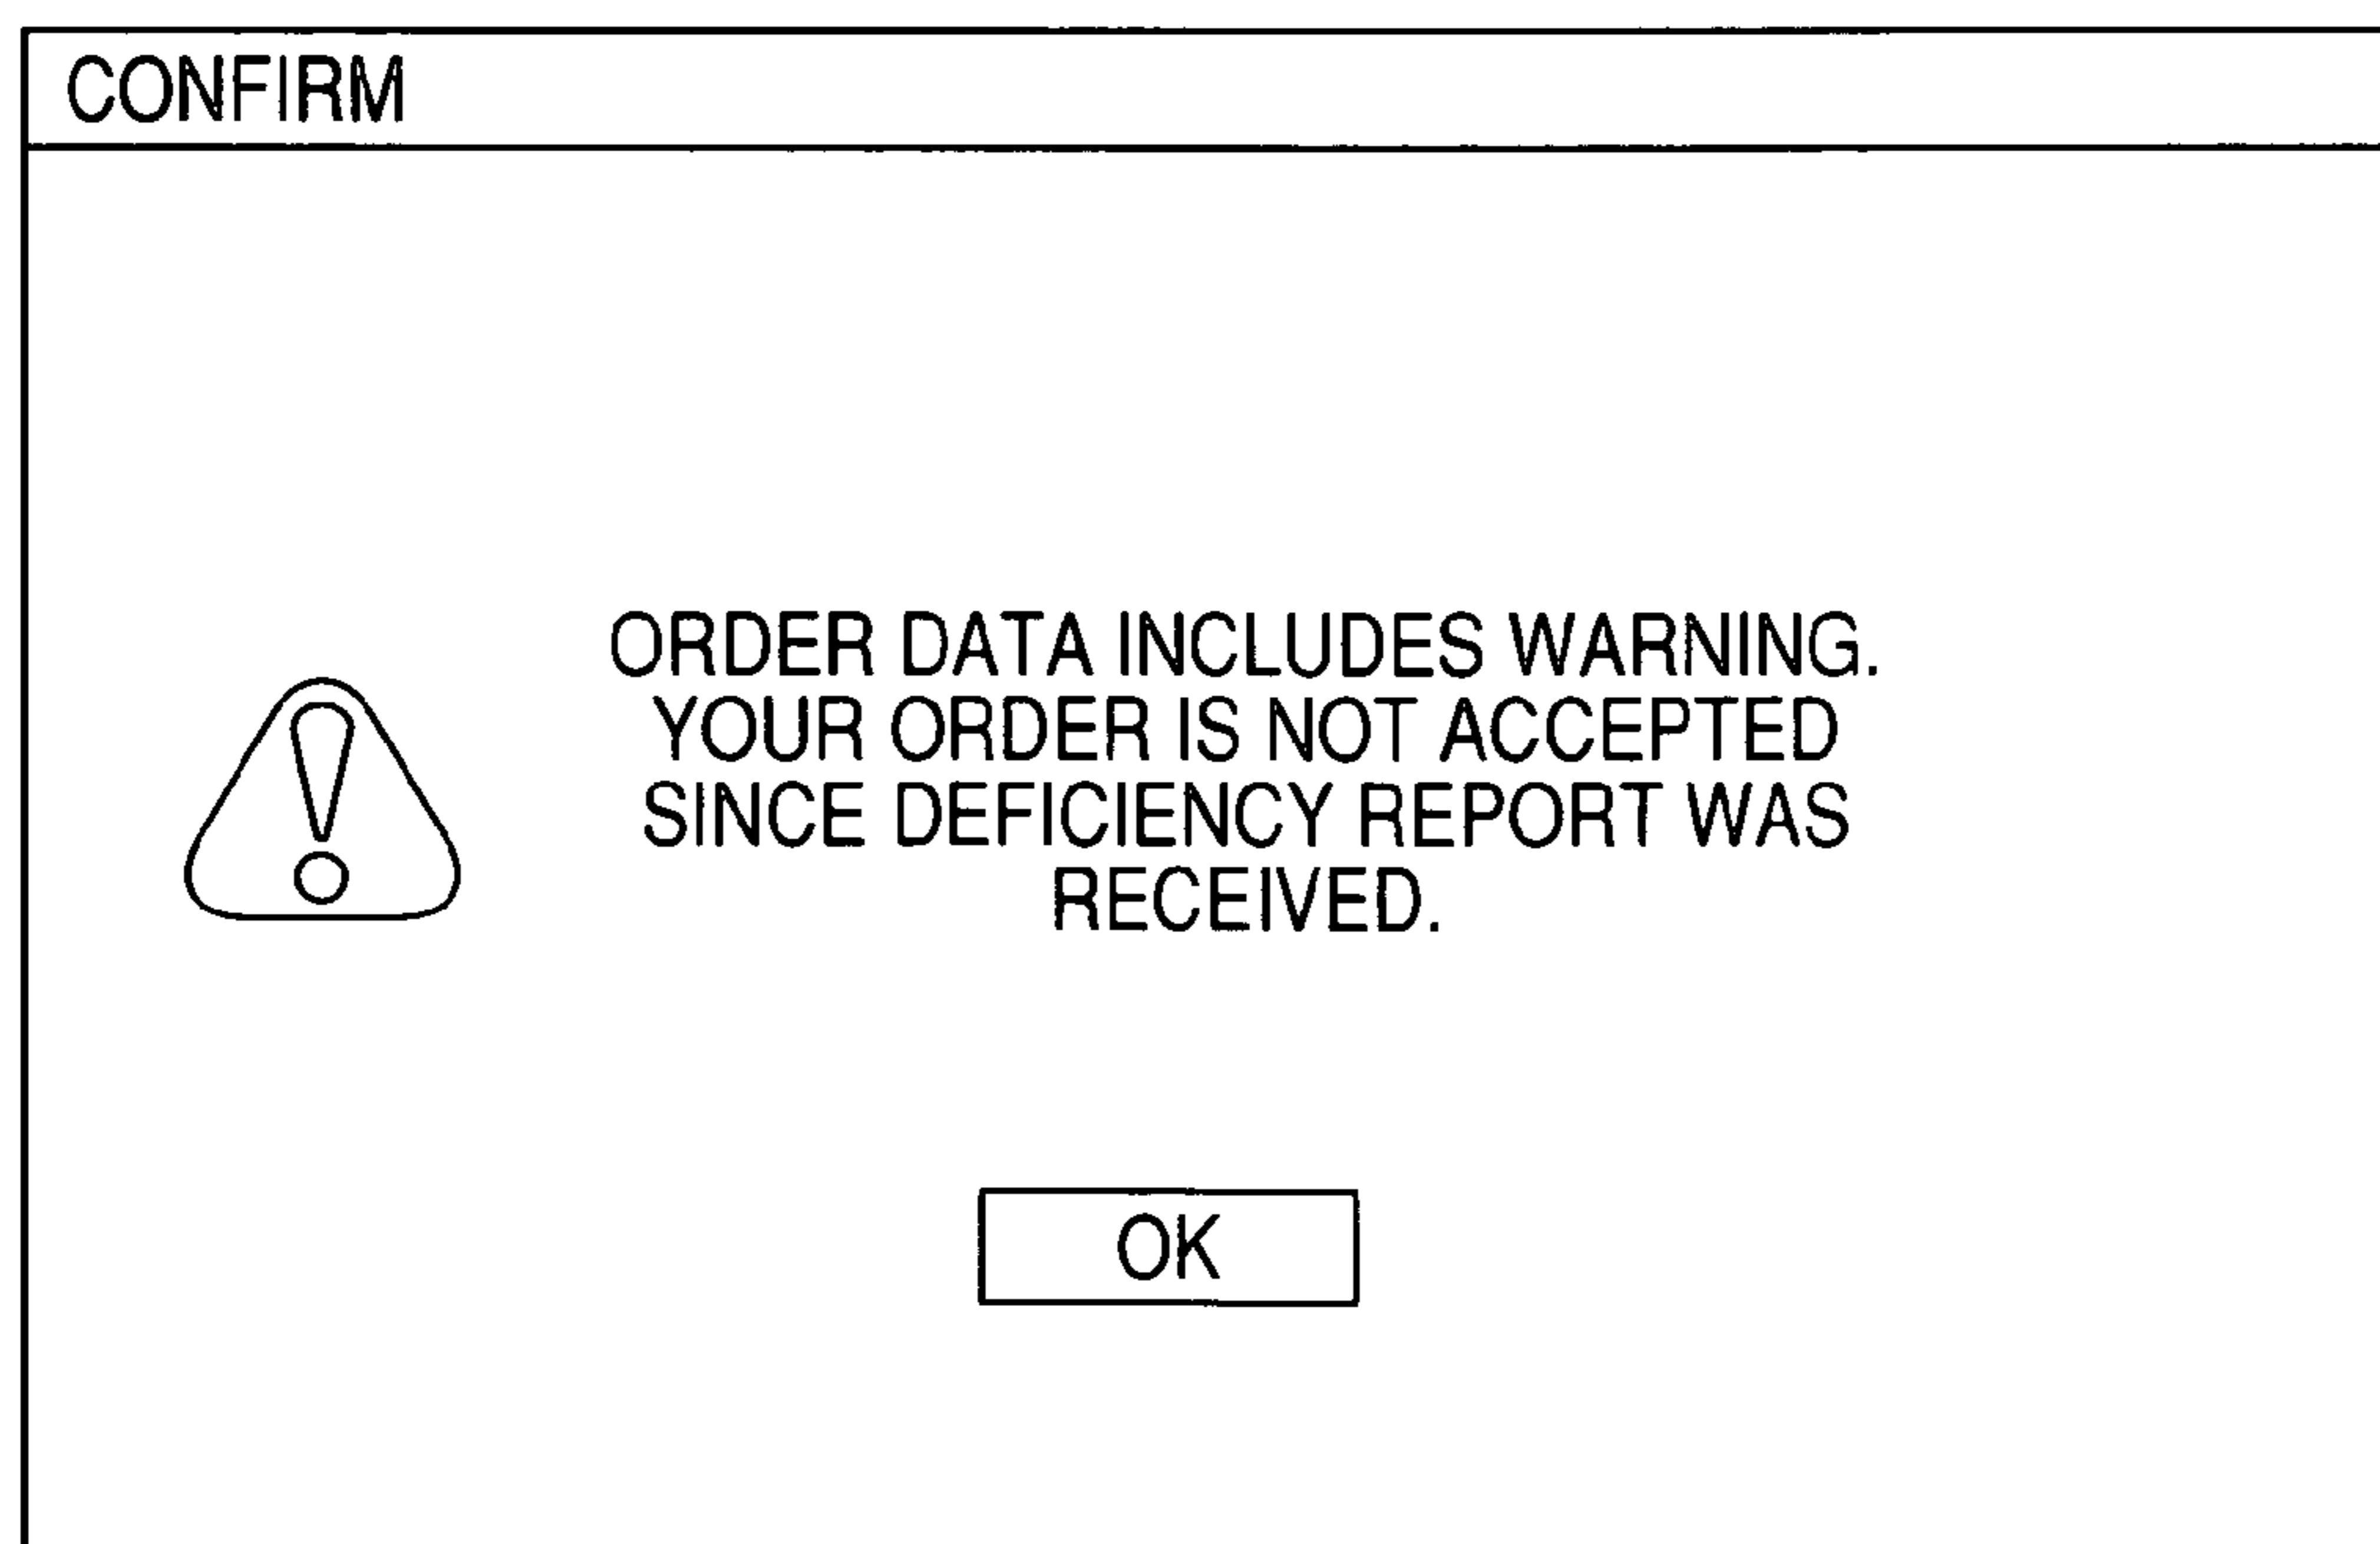 CONFIRM
ORDER DATA INCLUDES WARNING.
YOUR ORDER IS NOT ACCEPTED
SINCE DEFICIENCY REPORT WAS
RECEIVED.
OK